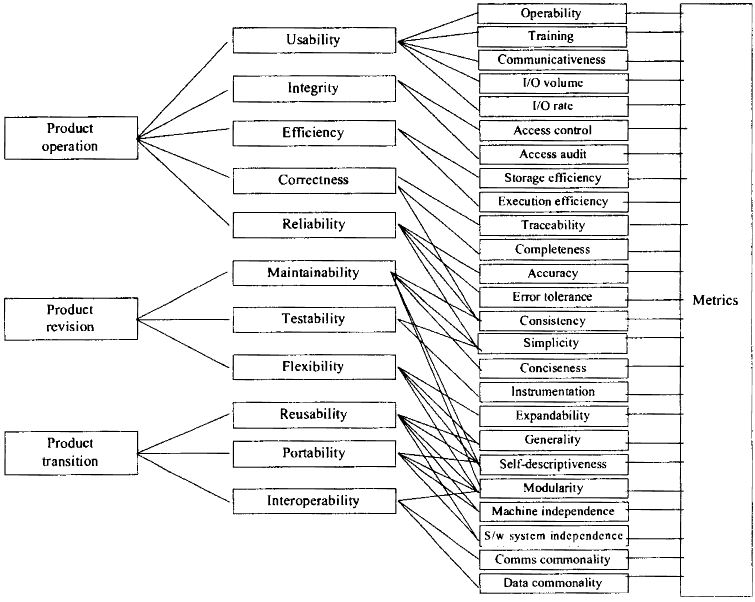 Product
operation
Product
revision
Product
transition
Usability
Integrity
Efficiency
Correctness
Reliability
Maintainability
Testability
Flexibility
Reusability
Portability
Interoperability
Operability
Training
Communicativeness
I/O volume
I/O rate
Access control
Access audit
Storage efficiency
Execution efficiency
Traceability
Completeness
Accuracy
Error tolerance
Consistency
Simplicity
Conciseness
Instrumentation
Expandability
Generality
Self-descriptiveness
Modularity
Machine independence
S/w system independence
Comms commonality
Data commonality
Metrics